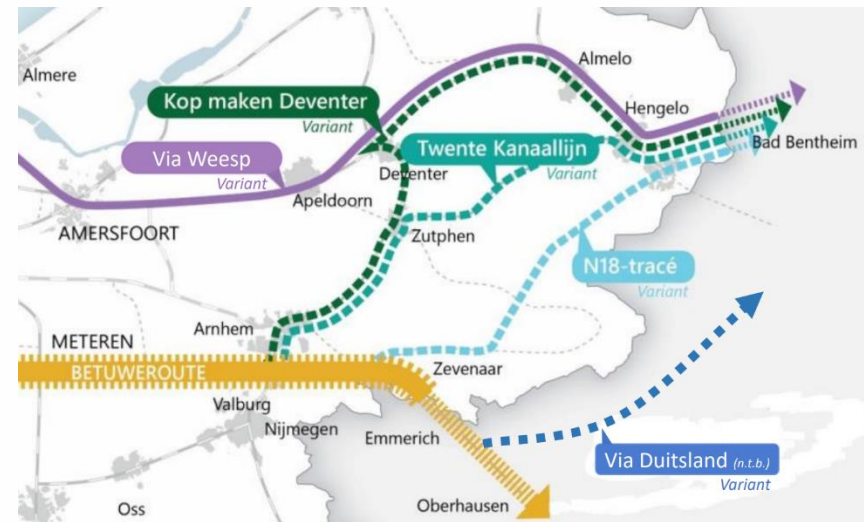 Almere
Almelo
Kop maken Deventer
Variant
Hengelo
Via Weesp
Variant
Twente Kanaallijn
Variant
Bad Bentheim
Deventer
Apeldoorn
AMERSFOORT
Zutphen
N18-tracé
Variant
Arnhem
METEREN
BETUWEROUTE
Zevenaar
Valburg
Nijmegen
Emmerich
Via Duitsland (n.t.b.)
Variant
Oss
Oberhausen